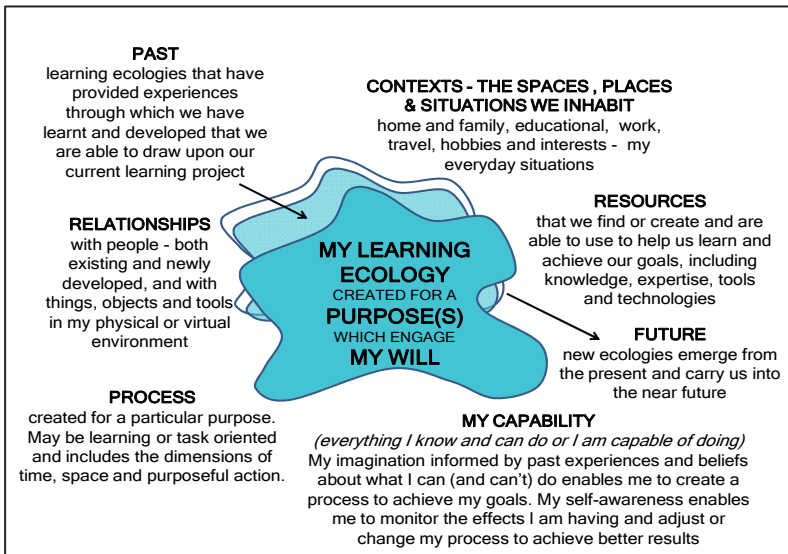 PAST
learning ecologies that have
provided experiences
through which we have
learnt and developed that we
are able to draw upon our
current learning project
CONTEXTS - THE SPACES , PLACES
& SITUATIONS WE INHABIT
home and family, educational, work,
travel, hobbies and interests - my
everyday situations
RELATIONSHIPS
with people - both
existing and newly
developed, and with
things, objects and tools
in my physical or virtual
environment
MY LEARNING
ECOLOGY
CREATED FOR A
PURPOSE(S)
WHICH ENGAGE
MY WILL
RESOURCES
that we find or create and are
able to use to help us learn and
achieve our goals, including
knowledge, expertise, tools
and technologies
FUTURE
new ecologies emerge from
the present and carry us into
the near future
PROCESS
created for a particular purpose.
May be learning or task oriented
and includes the dimensions of
time, space and purposeful action.
MY CAPABILITY
(everything I know and can do or I am capable of doing)
My imagination informed by past experiences and beliefs
about what I can (and can't) do enables me to create a
process to achieve my goals. My self-awareness enables
me to monitor the effects I am having and adjust or
change my process to achieve better results